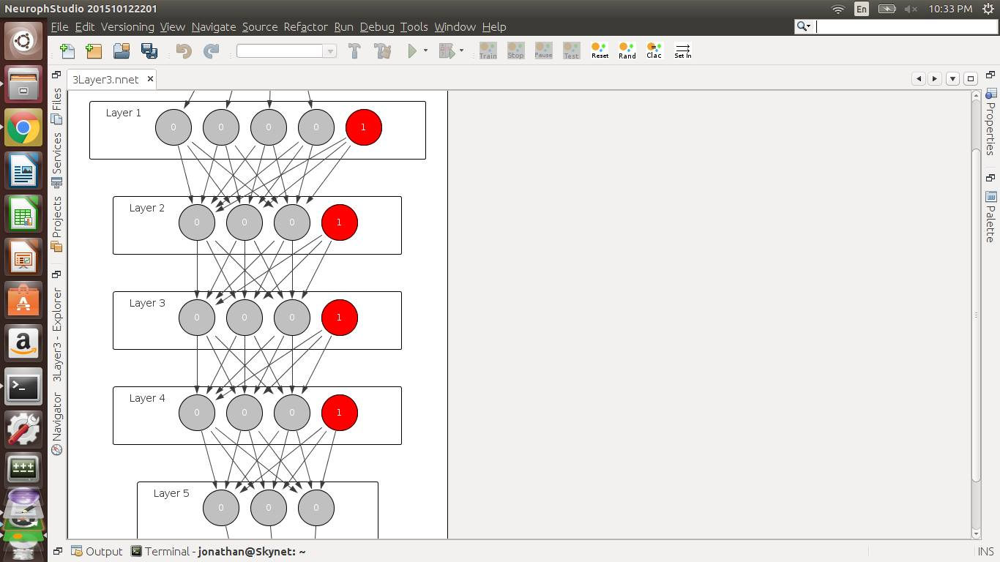 NeurophStudio 201510122201
En
10:33 PM
File Edit Versioning View Navigate Source Refactor Run Debug Tools Window Help
Train Stop Pause Test Reset Rand Clac Set In
3Layer3.nnet
Files
Services
Projects
3Layer3 - Explorer
Navigator
Layer 1
0 0 0 0 1
Layer 2
0 0 0 1
Layer 3
0 0 0 1
Layer 4
0 0 0 1
Layer 5
0 0 0
Properties
Palette
Output Terminal - jonathan@Skynet: ~
INS